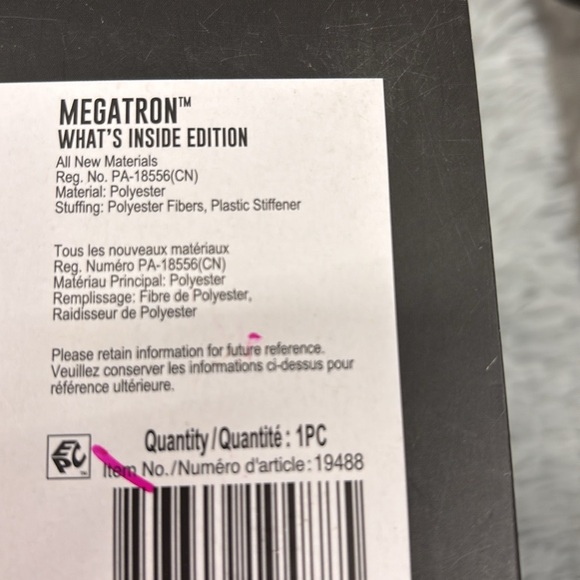 MEGATRON™
WHAT'S INSIDE EDITION
All New Materials
Reg. No. PA-18556(CN)
Material: Polyester
Stuffing: Polyester Fibers, Plastic Stiffener
Tous les nouveaux matériaux
Reg. Numéro PA-18556(CN)
Matériau Principal: Polyester
Remplissage: Fibre de Polyester,
Raidisseur de Polyester
Please retain information for future reference.
Veuillez conserver les informations ci-dessus pour
référence ultérieure.
Quantity/Quantité: 1PC
Item No./Numéro d'article: 19488